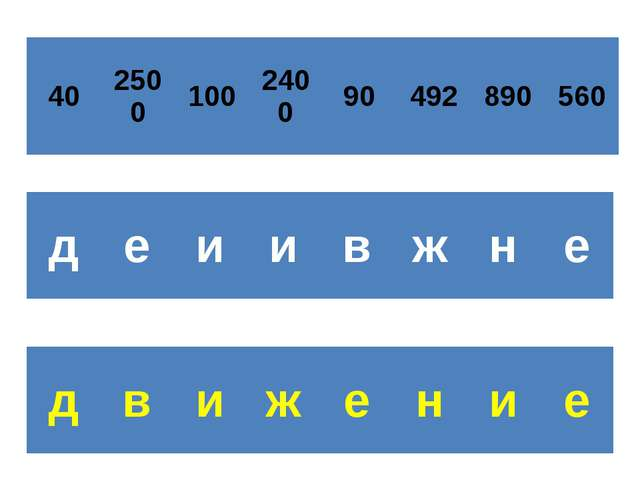 40 2500 100 2400 90 492 890 560
д е и и в ж н е
д в и ж е н и е